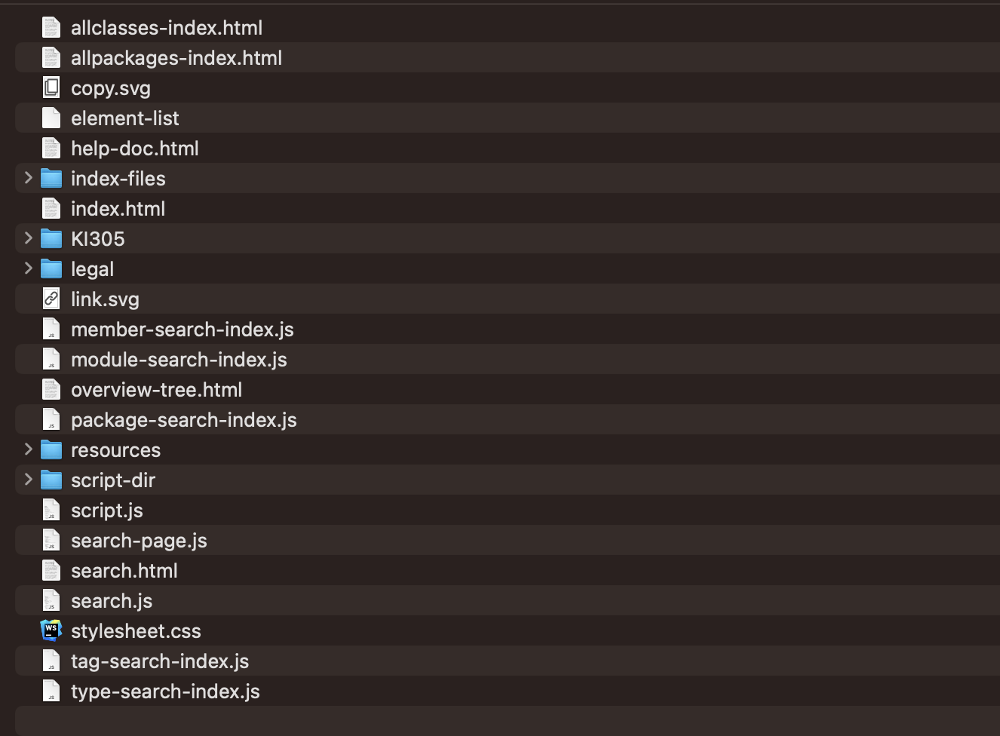 allclasses-index.html
allpackages-index.html
copy.svg
element-list
help-doc.html
index-files
index.html
KI305
legal
link.svg
member-search-index.js
module-search-index.js
overview-tree.html
package-search-index.js
resources
script-dir
script.js
search-page.js
search.html
search.js
stylesheet.css
tag-search-index.js
type-search-index.js